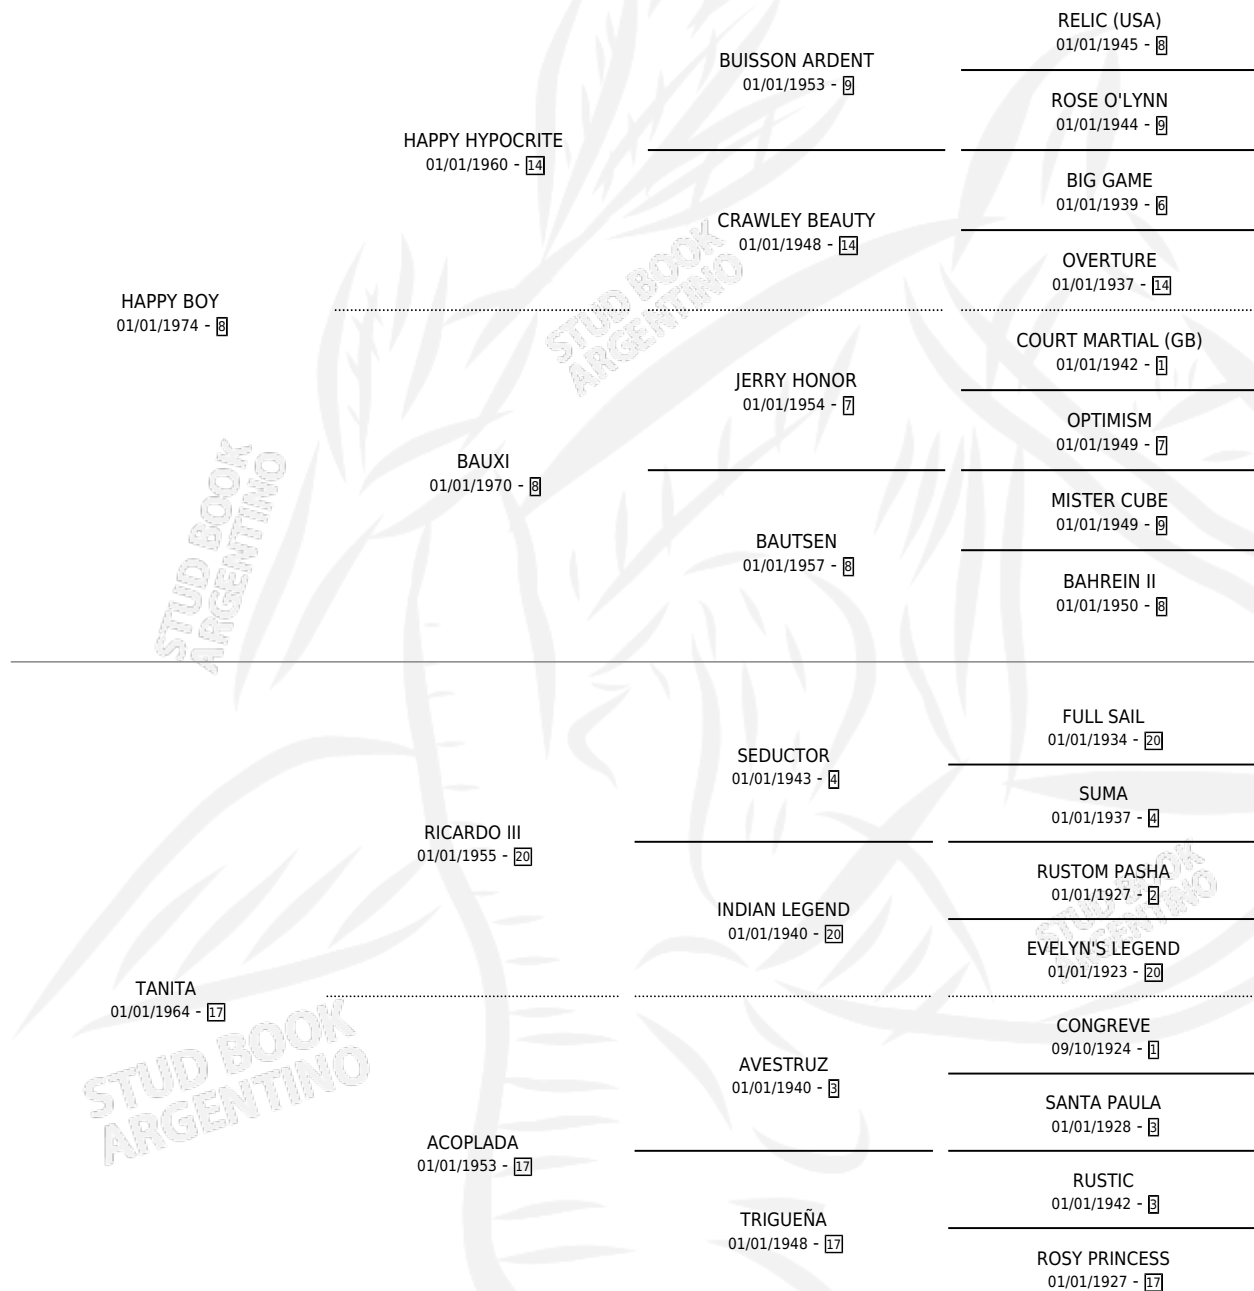 RELIC (USA)
01/01/1945 - 8
BUISSON ARDENT
01/01/1953 - 9
ROSE O'LYNN
01/01/1944 - 9
HAPPY HYPOCRITE
01/01/1960 - 14
BIG GAME
01/01/1939 - 6
CRAWLEY BEAUTY
01/01/1948 - 14
OVERTURE
01/01/1937 - 14
HAPPY BOY
01/01/1974 - 8
STUD BOOK
ARGENTINO
COURT MARTIAL (GB)
01/01/1942 - 1
JERRY HONOR
01/01/1954 - 7
OPTIMISM
01/01/1949 - 7
BAUXI
01/01/1970 - 8
MISTER CUBE
01/01/1949 - 9
BAUTSEN
01/01/1957 - 8
BAHREIN II
01/01/1950 - 8
STUD BOOK
ARGENTINO
FULL SAIL
01/01/1934 - 20
SEDUCTOR
01/01/1943 - 4
SUMA
01/01/1937 - 4
RICARDO III
01/01/1955 - 20
RUSTOM PASHA
01/01/1927 - 2
INDIAN LEGEND
01/01/1940 - 20
EVELYN'S LEGEND
01/01/1923 - 20
STUD BOOK
ARGENTINO
TANITA
01/01/1964 - 17
CONGREVE
09/10/1924 - 1
AVESTRUZ
01/01/1940 - 3
SANTA PAULA
01/01/1928 - 3
STUD BOOK
ARGENTINO
ACOPLADA
01/01/1953 - 17
RUSTIC
01/01/1942 - 3
TRIGUEÑA
01/01/1948 - 17
ROSY PRINCESS
01/01/1927 - 17